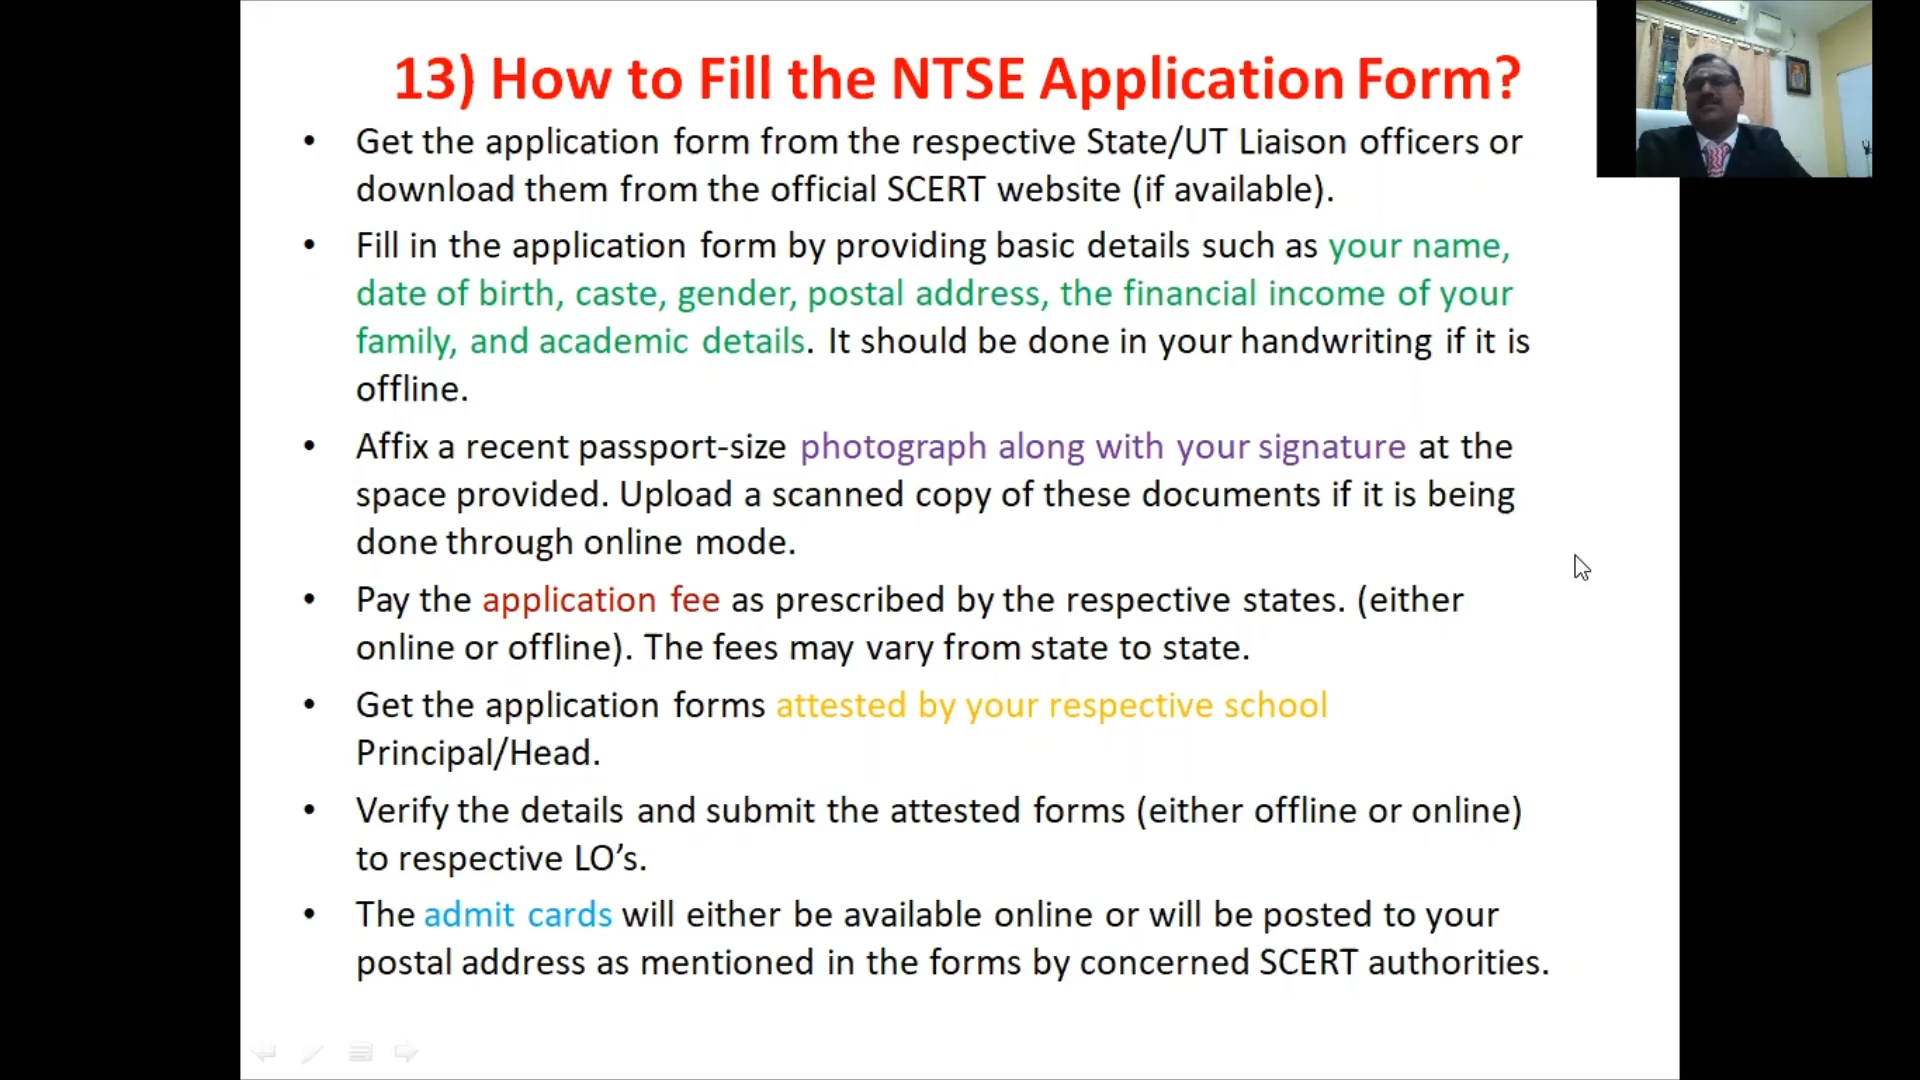 13) How to Fill the NTSE Application Form?
• Get the application form from the respective State/UT Liaison officers or
download them from the official SCERT website (if available).
• Fill in the application form by providing basic details such as your name,
date of birth, caste, gender, postal address, the financial income of your
family, and academic details. It should be done in your handwriting if it is
offline.
• Affix a recent passport-size photograph along with your signature at the
space provided. Upload a scanned copy of these documents if it is being
done through online mode.
• Pay the application fee as prescribed by the respective states. (either
online or offline). The fees may vary from state to state.
• Get the application forms attested by your respective school
Principal/Head.
• Verify the details and submit the attested forms (either offline or online)
to respective LO’s.
• The admit cards will either be available online or will be posted to your
postal address as mentioned in the forms by concerned SCERT authorities.